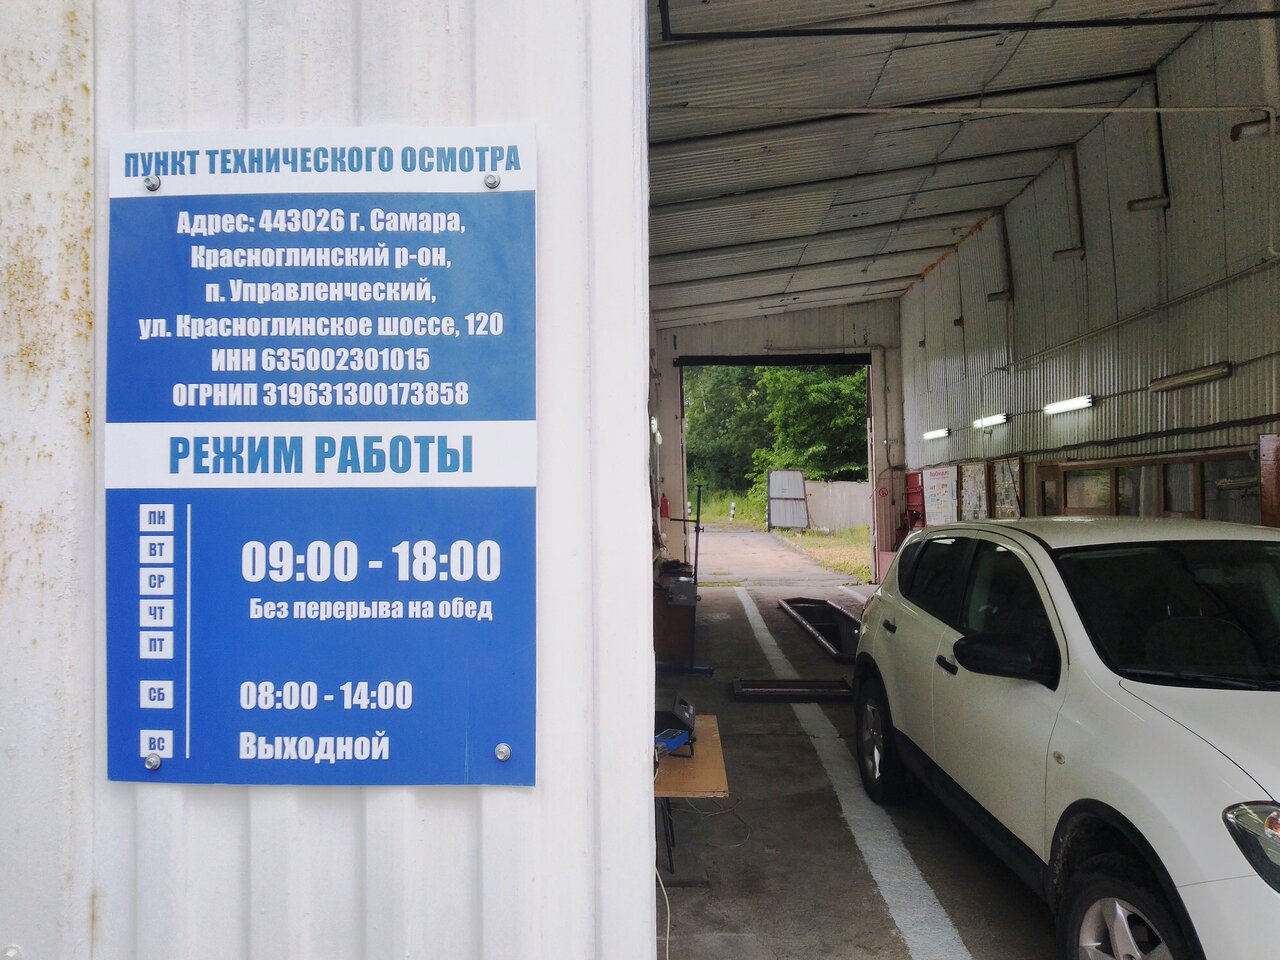 ПУНКТ ТЕХНИЧЕСКОГО ОСМОТРА
Адрес: 443026 г. Самара,
Красноглинский р-он,
п. Управленческий,
ул. Красноглинское шоссе, 120
ИНН 635002301015
ОГРНИП 319631300173858
РЕЖИМ РАБОТЫ
ПН
ВТ
СР
ЧТ
ПТ
09:00 - 18:00
Без перерыва на обед
СБ 08:00 - 14:00
ВС Выходной